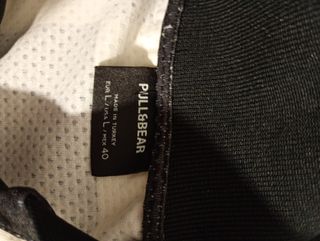 PULL&BEAR
EUR L / USA L / MEX 40
MADE IN TURKEY